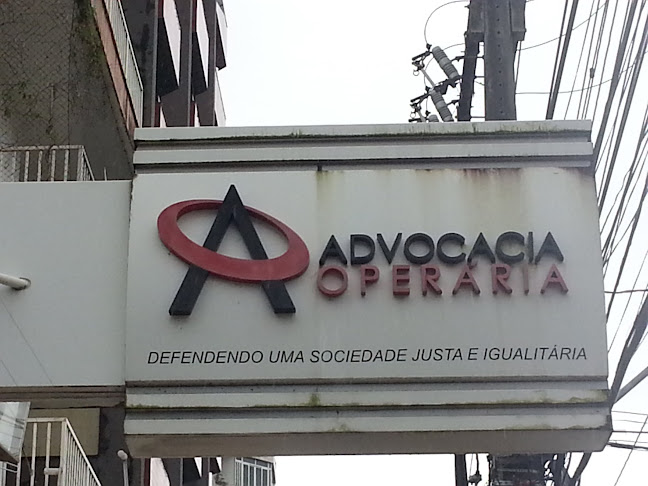 ADVOCACIA
OPERÁRIA
DEFENDENDO UMA SOCIEDADE JUSTA E IGUALITÁRIA